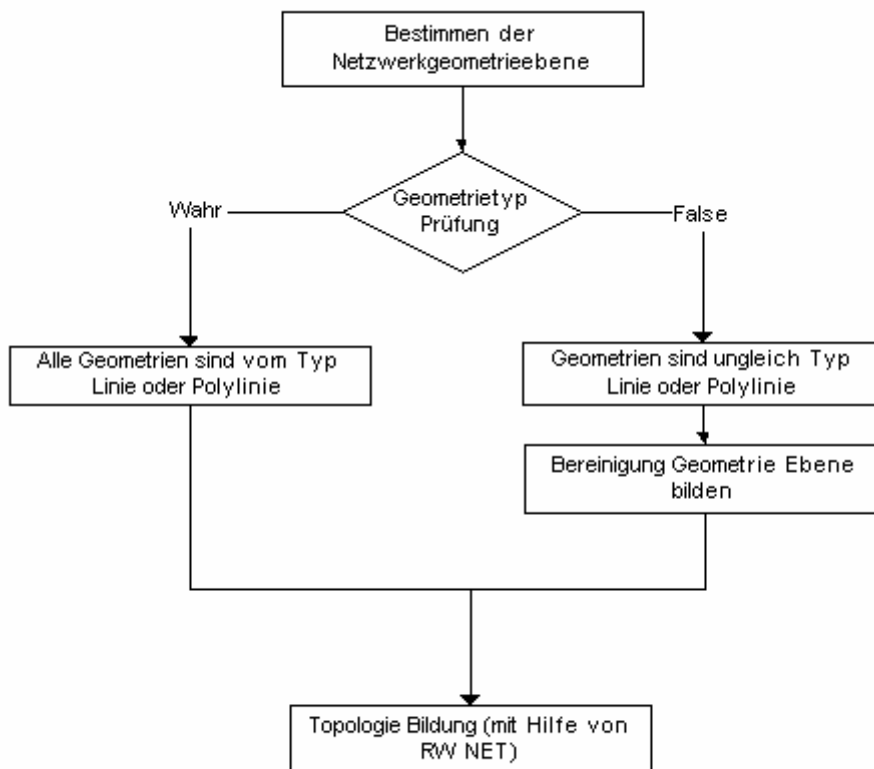 Bestimmen der
Netzwerkgeometrieebene
Geometrietyp
Prüfung
Wahr
False
Alle Geometrien sind vom Typ
Linie oder Polylinie
Geometrien sind ungleich Typ
Linie oder Polylinie
Bereinigung Geometrie Ebene
bilden
Topologie Bildung (mit Hilfe von
RW NET)